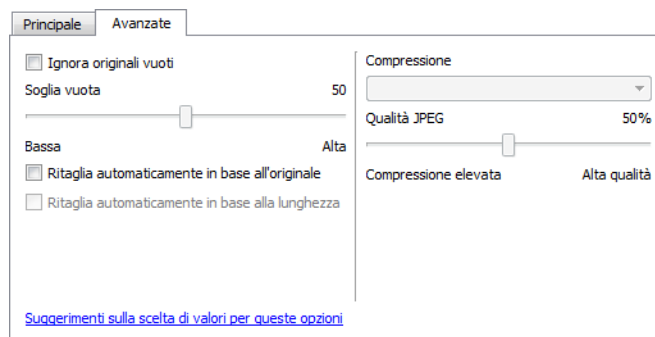 Principale
Avanzate
Ignora originali vuoti
Soglia vuota 50
Bassa Alta
Ritaglia automaticamente in base all'originale
Ritaglia automaticamente in base alla lunghezza
Suggerimenti sulla scelta di valori per queste opzioni
Compressione
Qualità JPEG 50%
Compressione elevata Alta qualità